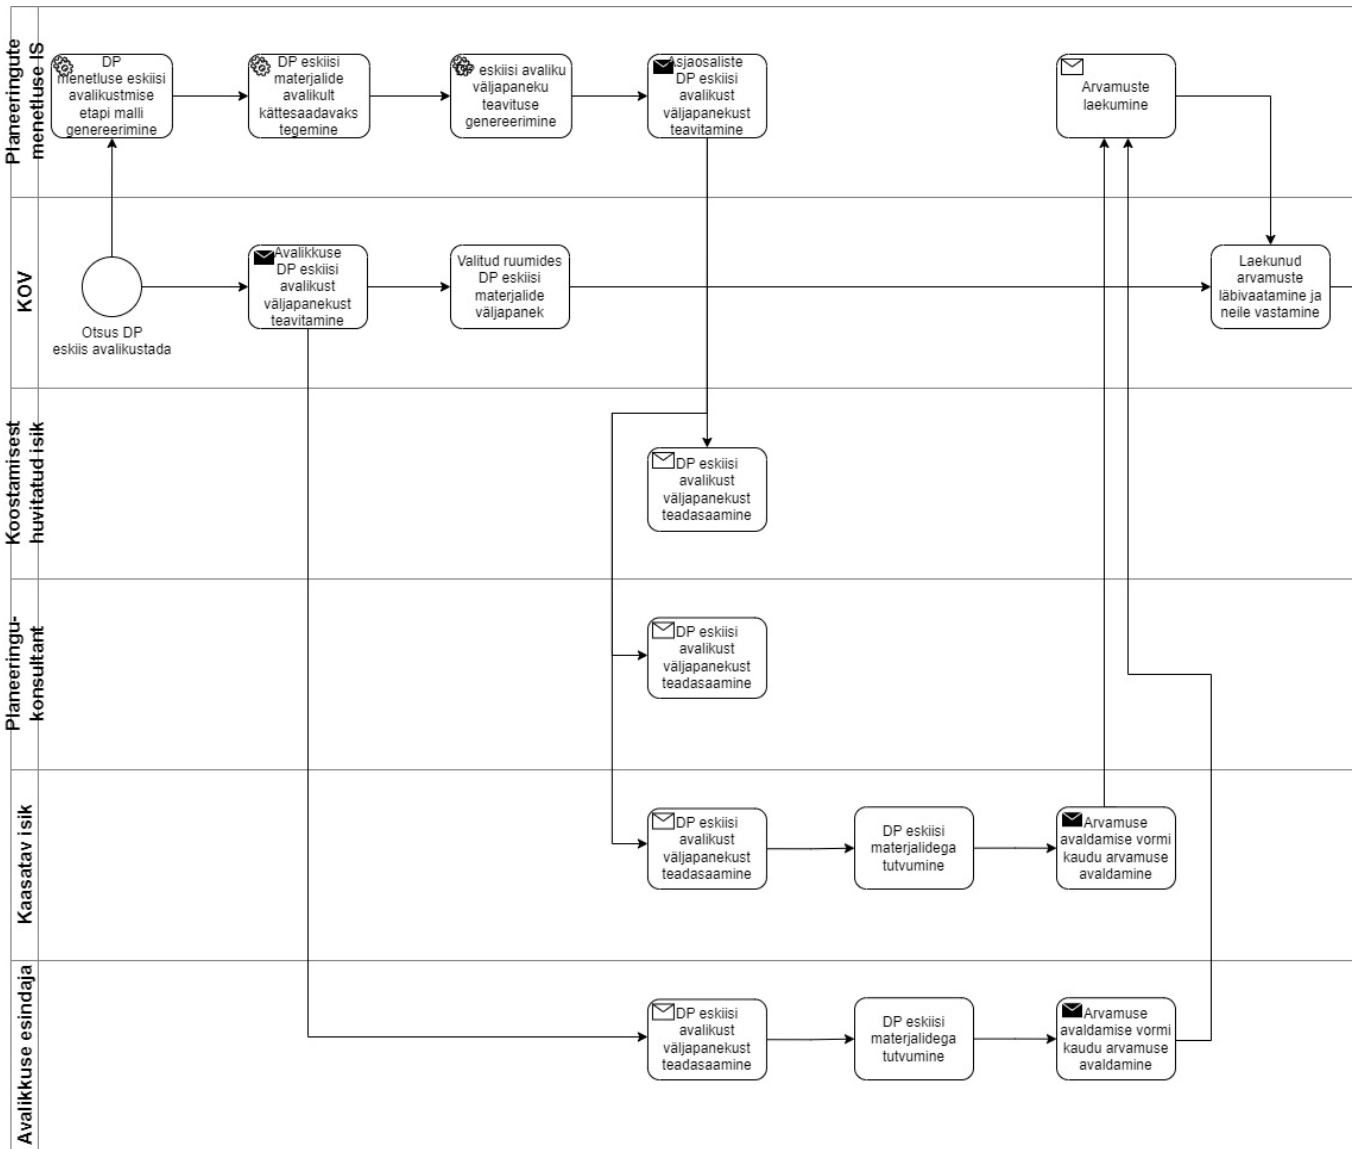 Planeeringute
menetluse IS
DP
menetluse eskiisi
avalikustmise
etapi malli
genereerimine
DP eskiisi
materjalide
avalikult
kättesaadavaks
tegemine
eskiisi avaliku
väljapaneku
teavituse
genereerimine
Asjaosaliste
DP eskiisi
avalikust
väljapanekust
teavitamine
Arvamuste
laekumine
KOV
Otsus DP
eskiis avalikustada
Avalikkuse
DP eskiisi
avalikust
väljapanekust
teavitamine
Valitud ruumides
DP eskiisi
materjalide
väljapanek
Laekunud
arvamuste
läbivaatamine ja
neile vastamine
Koostamisest
huvitatud isik
DP eskiisi
avalikust
väljapanekust
teadasaamine
Planeeringu-
konsultant
DP eskiisi
avalikust
väljapanekust
teadasaamine
Kaasatav isik
DP eskiisi
avalikust
väljapanekust
teadasaamine
DP eskiisi
materjalidega
tutvumine
Arvamuse
avaldamise vormi
kaudu arvamuse
avaldamine
Avalikkuse esindaja
DP eskiisi
avalikust
väljapanekust
teadasaamine
DP eskiisi
materjalidega
tutvumine
Arvamuse
avaldamise vormi
kaudu arvamuse
avaldamine